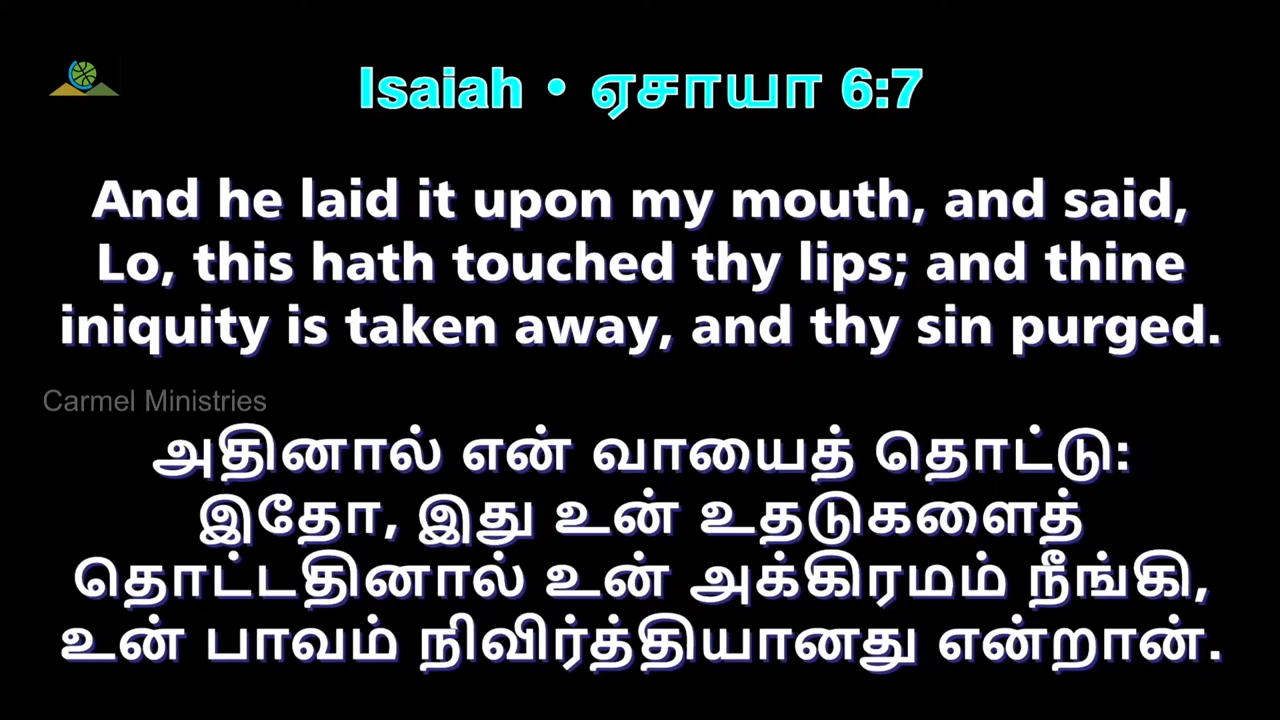 Isaiah • ஏசாயா 6:7
And he laid it upon my mouth, and said,
Lo, this hath touched thy lips; and thine
iniquity is taken away, and thy sin purged.
Carmel Ministries
அதினால் என் வாயைத் தொட்டு:
இதோ, இது உன் உதடுகளைத்
தொட்டதினால் உன் அக்கிரமம் நீங்கி,
உன் பாவம் நிவிர்த்தியானது என்றான்.